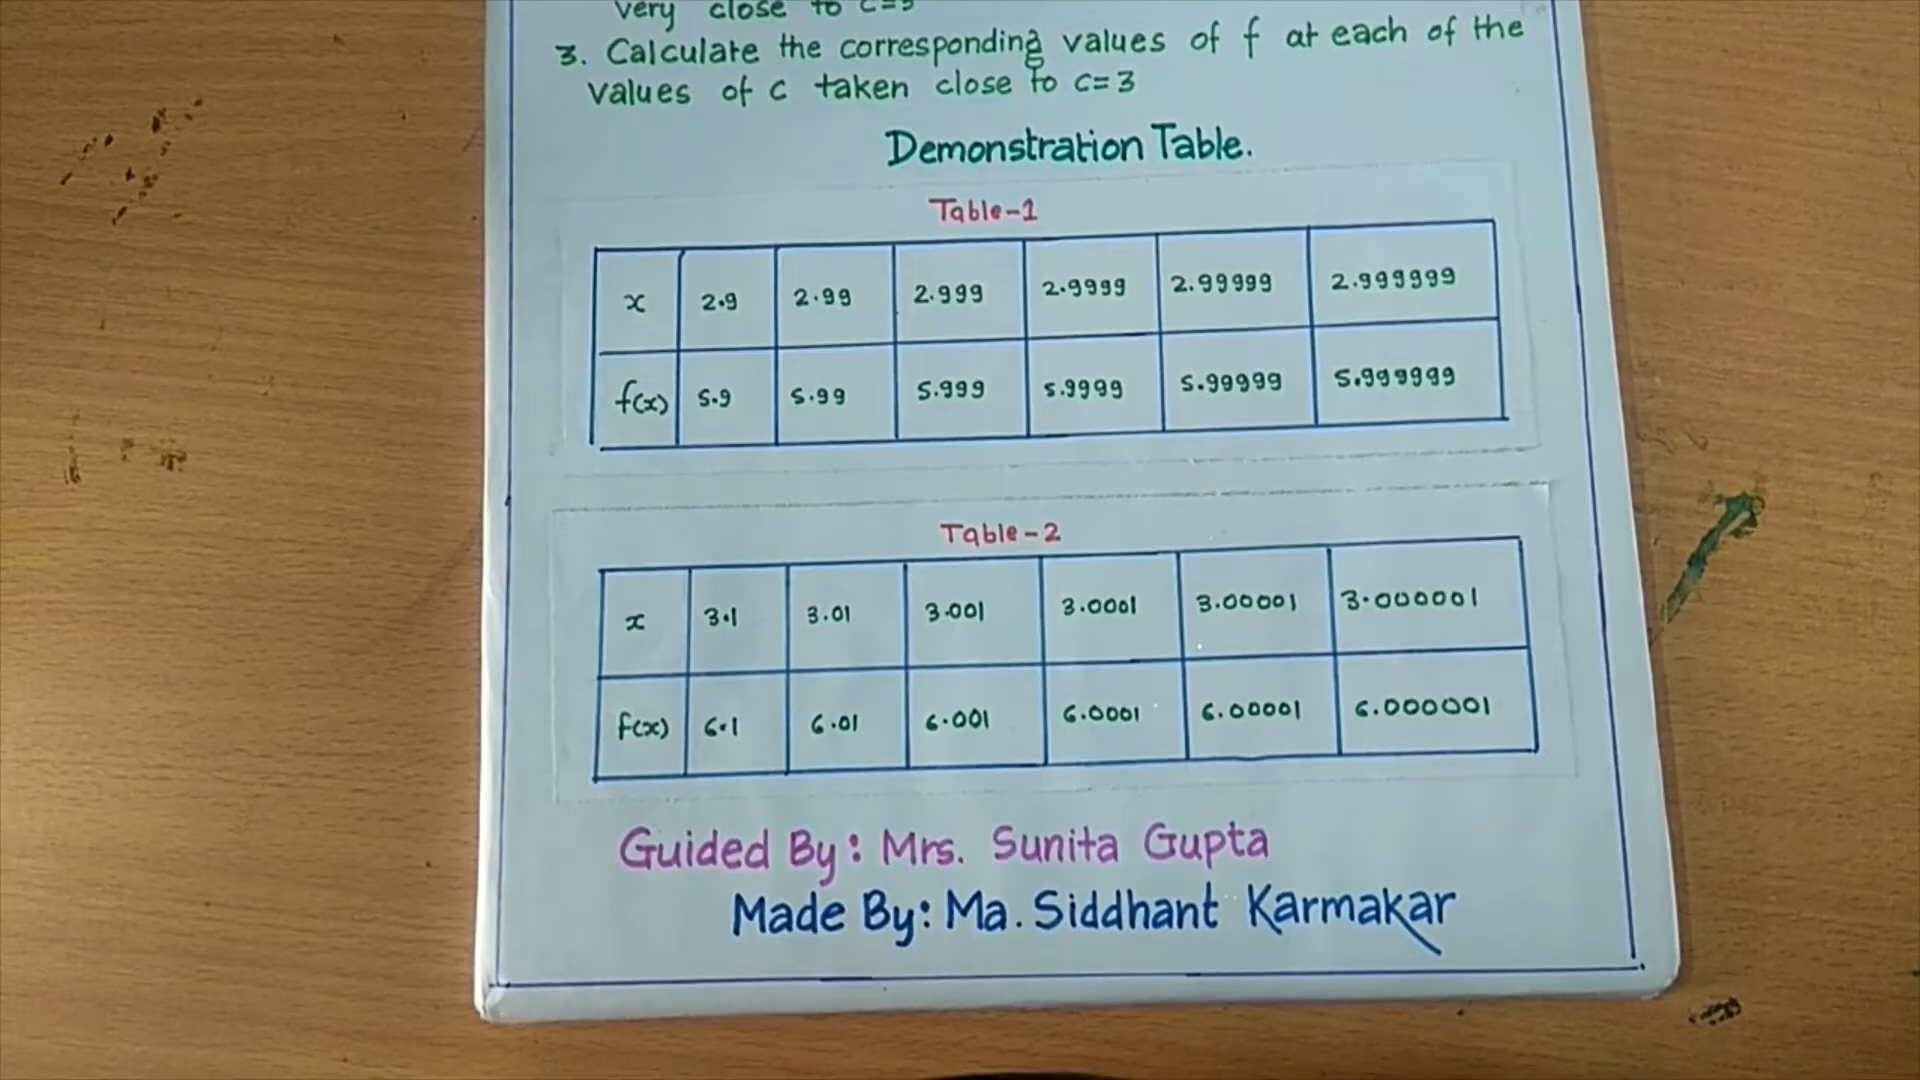 very close to c=3
3. Calculate the corresponding values of f at each of the
values of c taken close to c=3
Demonstration Table.
Table-1
x 2.9 2.99 2.999 2.9999 2.99999 2.999999
f(x) 5.9 5.99 5.999 5.9999 5.99999 5.999999
Table-2
x 3.1 3.01 3.001 3.0001 3.00001 3.000001
f(x) 6.1 6.01 6.001 6.0001 6.00001 6.000001
Guided By: Mrs. Sunita Gupta
Made By: Ma. Siddhant Karmakar